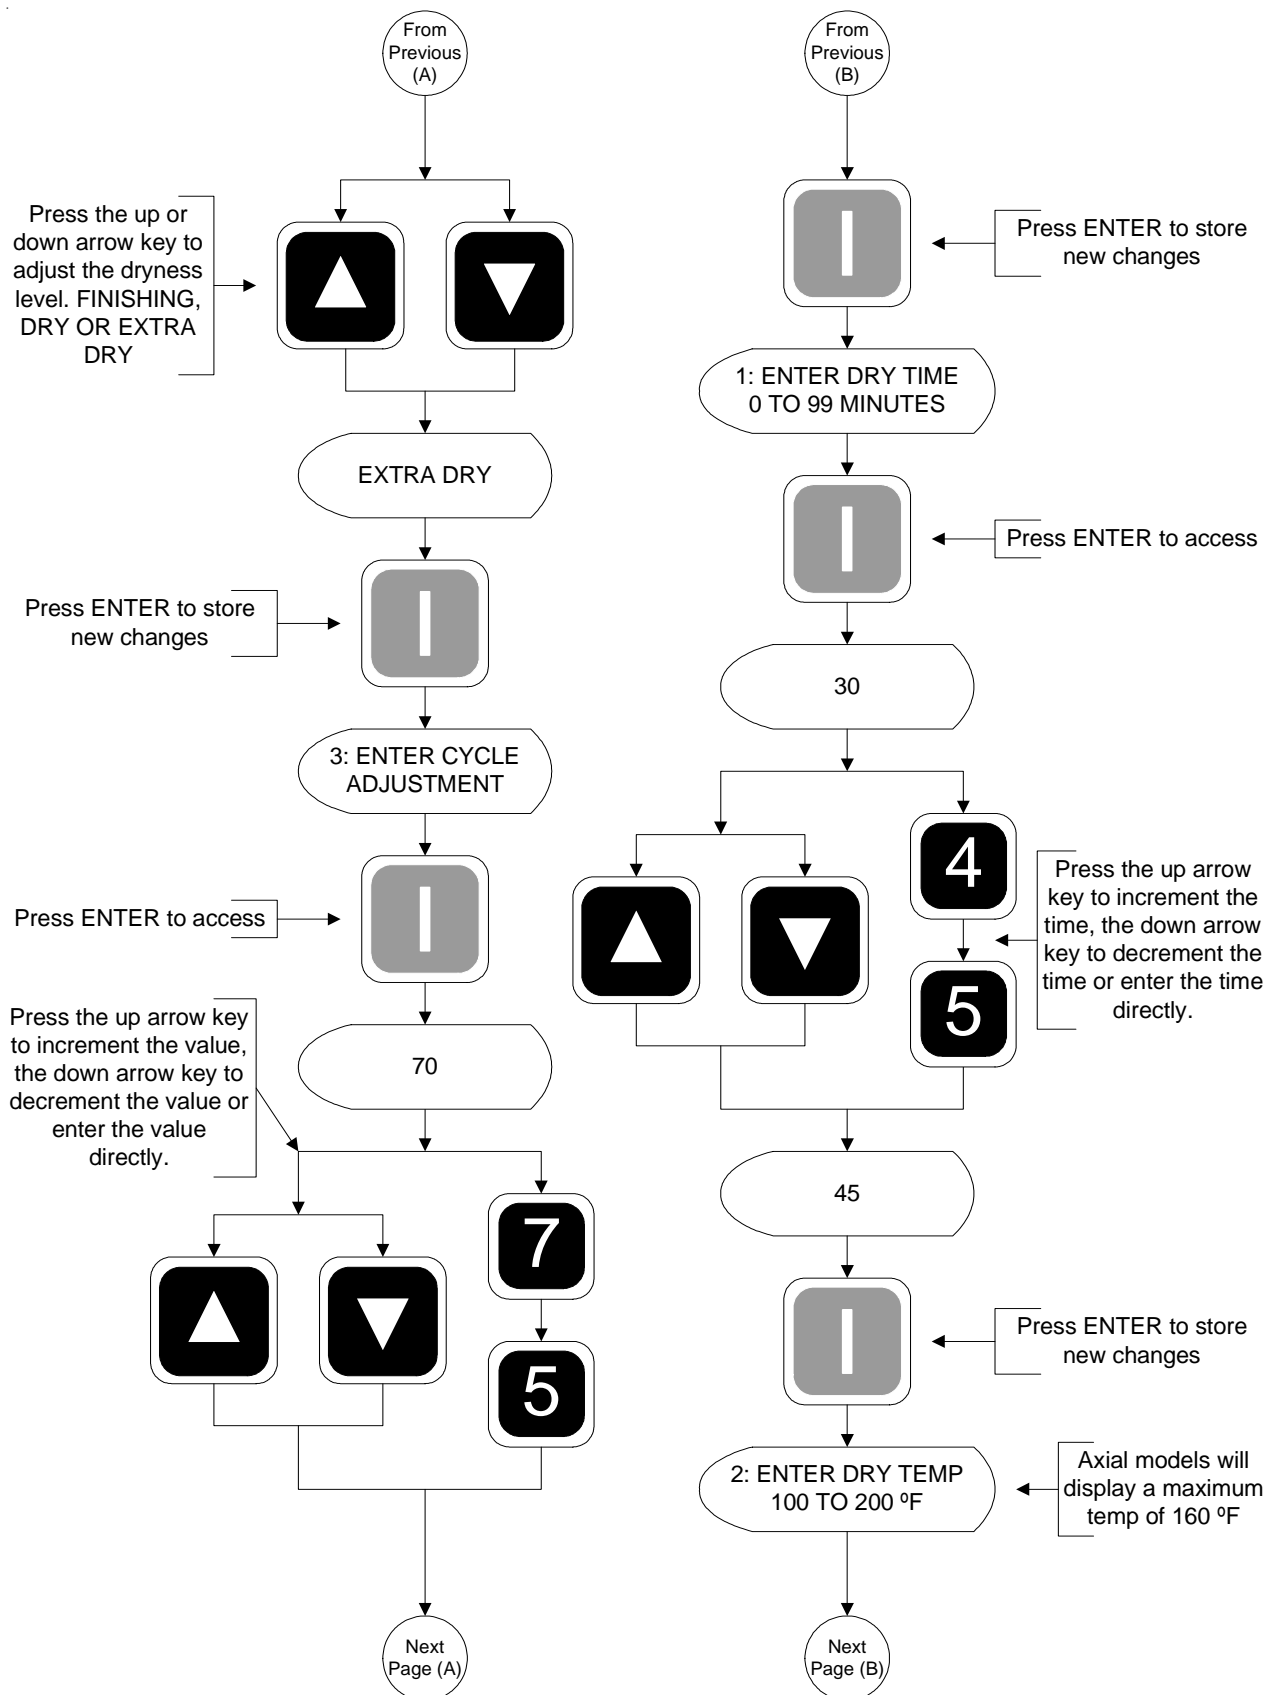 From
Previous
(A)
Press the up or
down arrow key to
adjust the dryness
level. FINISHING,
DRY OR EXTRA
DRY
EXTRA DRY
Press ENTER to store
new changes
3: ENTER CYCLE
ADJUSTMENT
Press ENTER to access
70
Press the up arrow key
to increment the value,
the down arrow key to
decrement the value or
enter the value
directly.
7
5
Next
Page (A)
From
Previous
(B)
Press ENTER to store
new changes
1: ENTER DRY TIME
0 TO 99 MINUTES
Press ENTER to access
30
4
5
Press the up arrow
key to increment the
time, the down arrow
key to decrement the
time or enter the time
directly.
45
Press ENTER to store
new changes
2: ENTER DRY TEMP
100 TO 200 ºF
Axial models will
display a maximum
temp of 160 ºF
Next
Page (B)